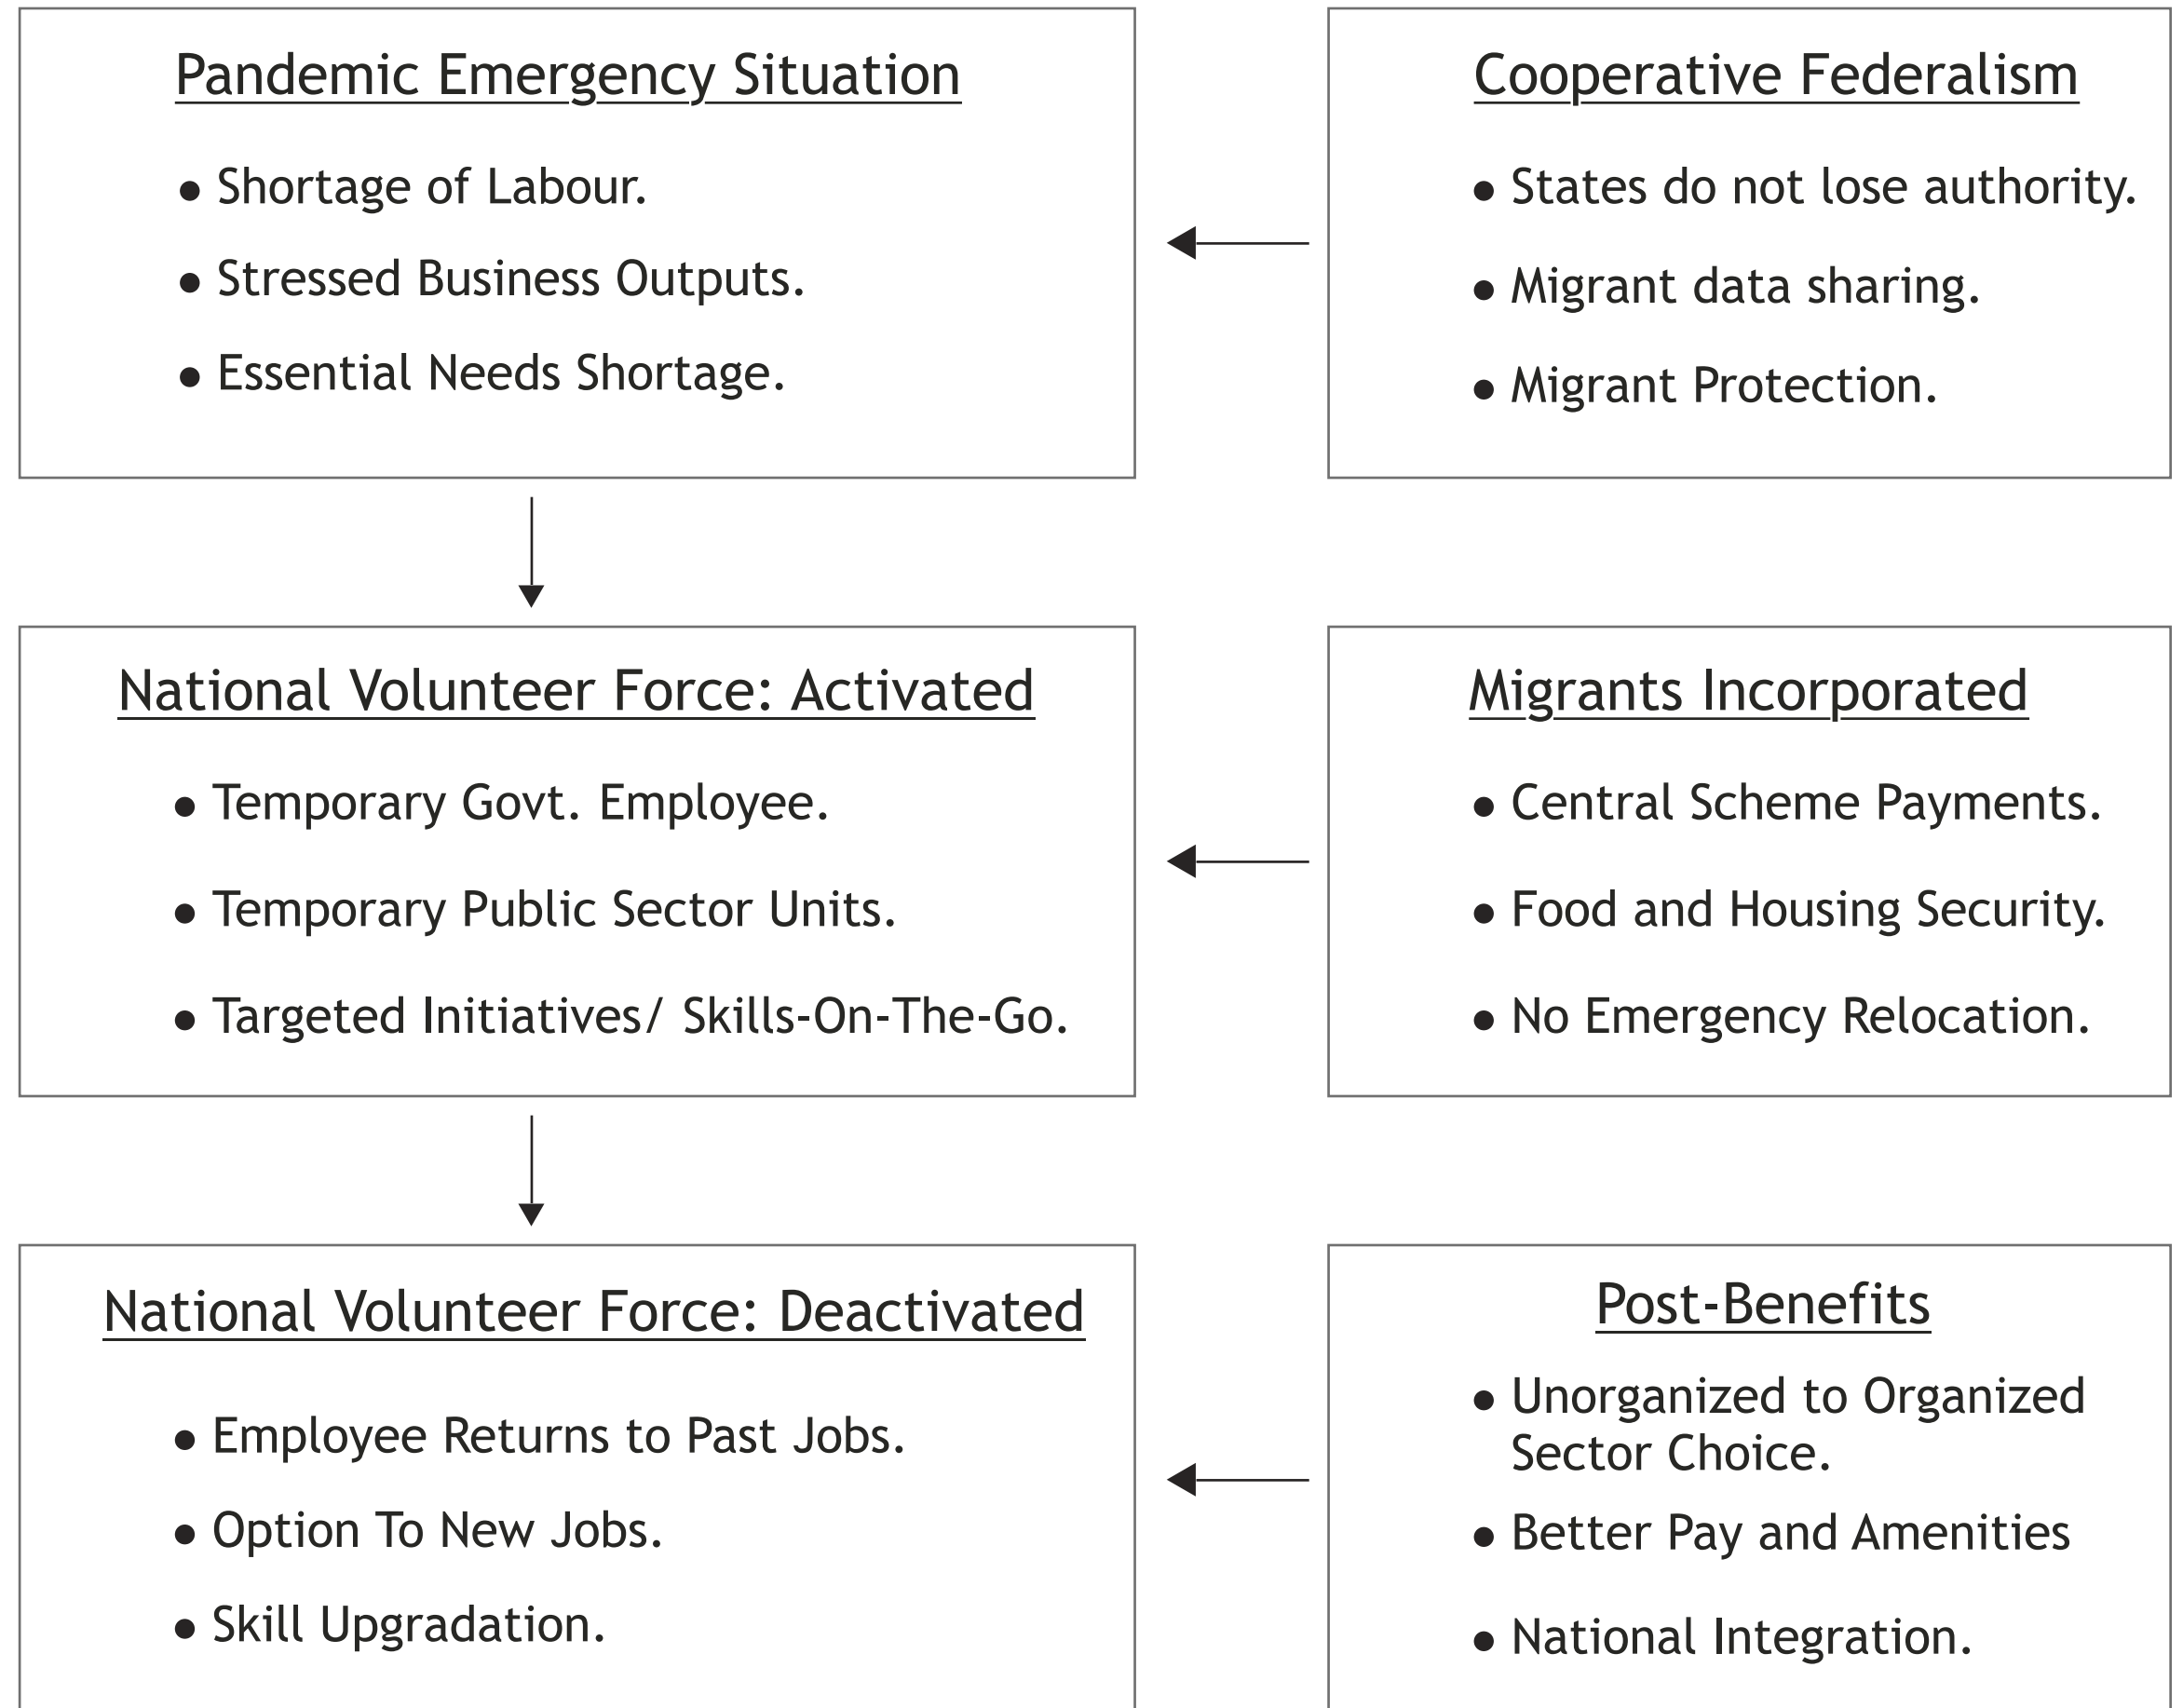 Pandemic Emergency Situation
● Shortage of Labour.
● Stressed Business Outputs.
● Essential Needs Shortage.
Cooperative Federalism
● States do not lose authority.
● Migrant data sharing.
● Migrant Protection.
National Volunteer Force: Activated
● Temporary Govt. Employee.
● Temporary Public Sector Units.
● Targeted Initiatives/ Skills-On-The-Go.
Migrants Incorporated
● Central Scheme Payments.
● Food and Housing Security.
● No Emergency Relocation.
National Volunteer Force: Deactivated
● Employee Returns to Past Jobs.
● Option To New Jobs.
● Skill Upgradation.
Post-Benefits
● Unorganized to Organized
Sector Choice.
● Better Pay and Amenities
● National Integration.